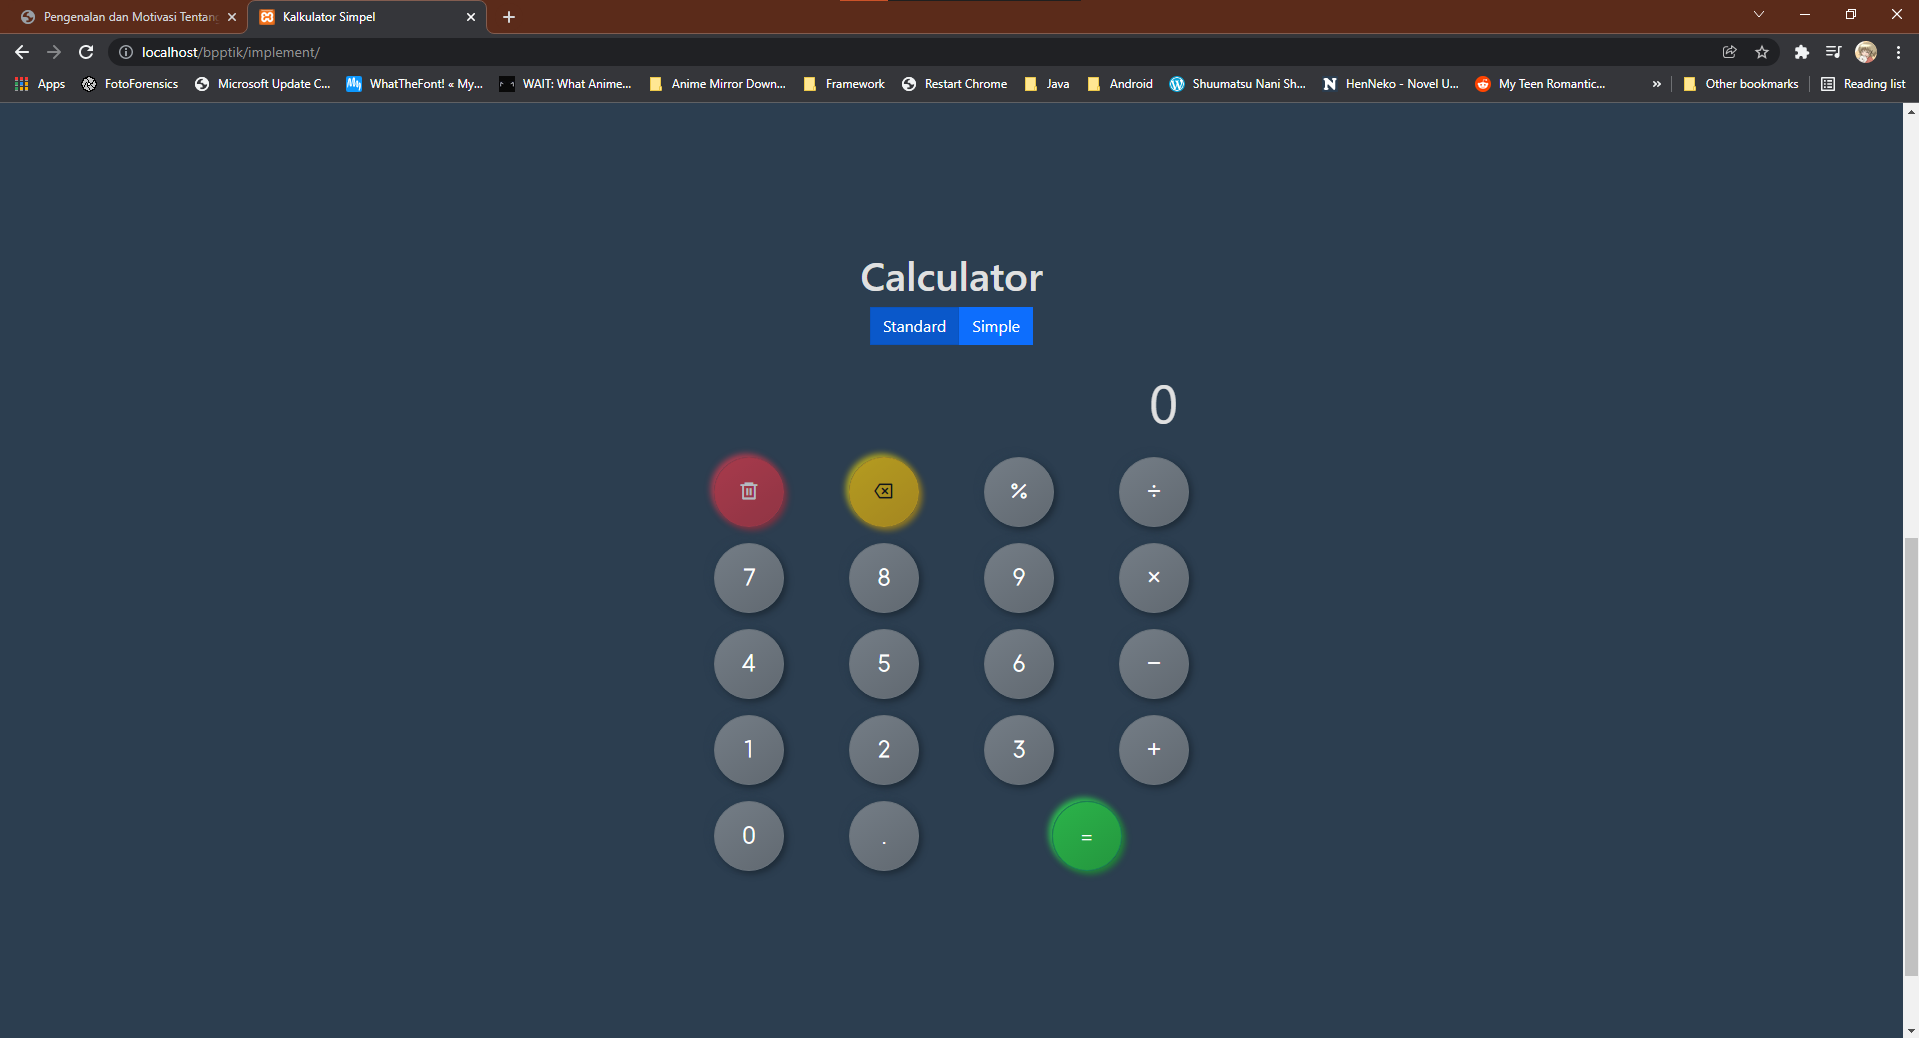 Pengenalan dan Motivasi Tentang
Kalkulator Simpel
localhost/bpptik/implement/
Apps FotoForensics Microsoft Update C... WhatTheFont! « My... WAIT: What Anime... Anime Mirror Down... Framework Restart Chrome Java Android Shuumatsu Nani Sh... HenNeko - Novel U... My Teen Romantic... » Other bookmarks Reading list
Calculator
Standard Simple
0
% ÷
7 8 9 ×
4 5 6 −
1 2 3 +
0 . =